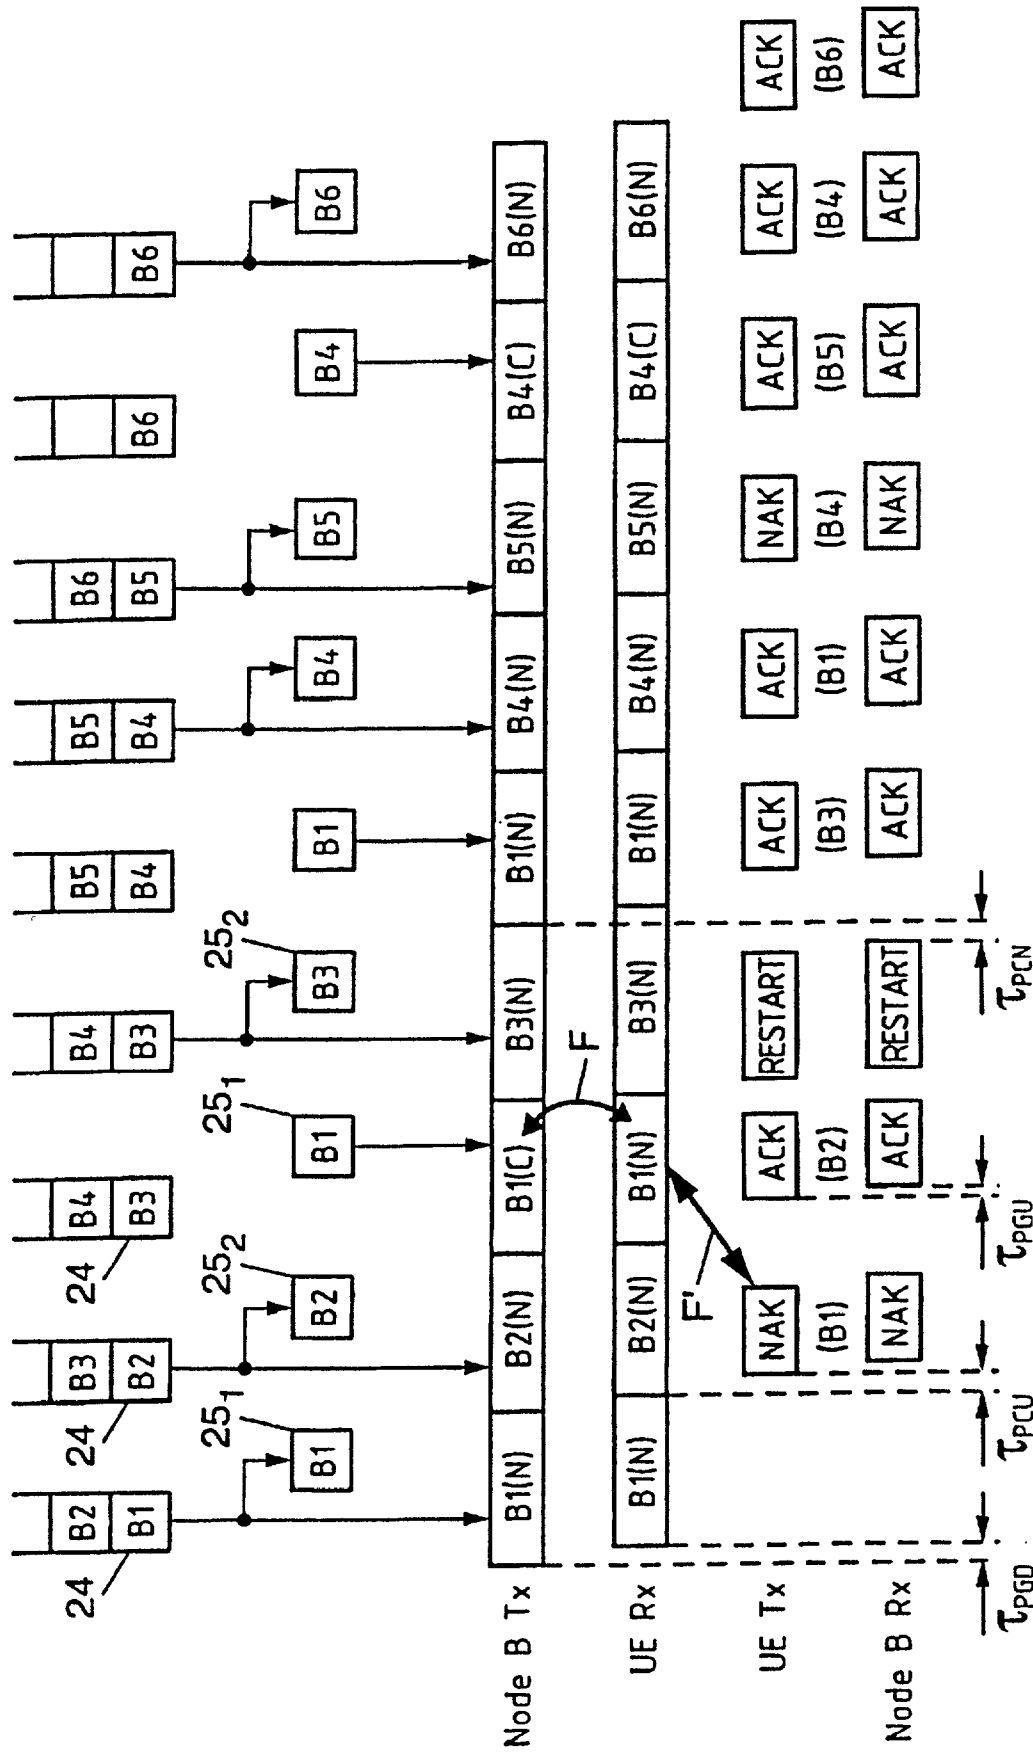 B2 B3 B4 B4 B5 B5 B6 B6
B1 B2 B3 B3 B4 B4 B5 B6
24 24 24
25₁ 25₂ 25₁ 25₂
B1 B2 B1 B3 B1 B4 B5 B4 B6
Node B Tx B1(N) B2(N) B1(C) B3(N) B1(N) B4(N) B5(N) B4(C) B6(N)
F
UE Rx B1(N) B2(N) B1(N) B3(N) B1(N) B4(N) B5(N) B4(C) B6(N)
F'
UE Tx NAK ACK RESTART ACK ACK NAK ACK ACK ACK
(B1) (B2) (B3) (B1) (B4) (B5) (B4) (B6)
Node B Rx NAK ACK RESTART ACK ACK NAK ACK ACK ACK
τPGD τPCU τPGU τPCN